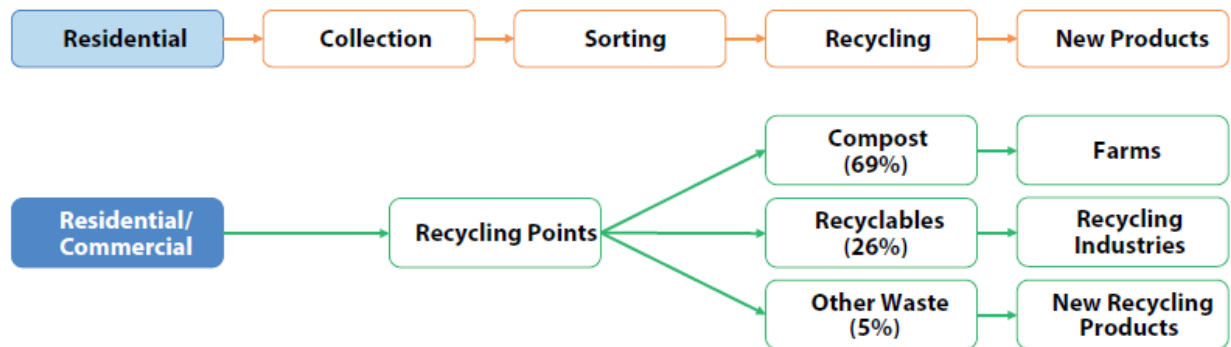 Residential
Collection
Sorting
Recycling
New Products
Residential/
Commercial
Recycling Points
Compost
(69%)
Farms
Recyclables
(26%)
Recycling
Industries
Other Waste
(5%)
New Recycling
Products